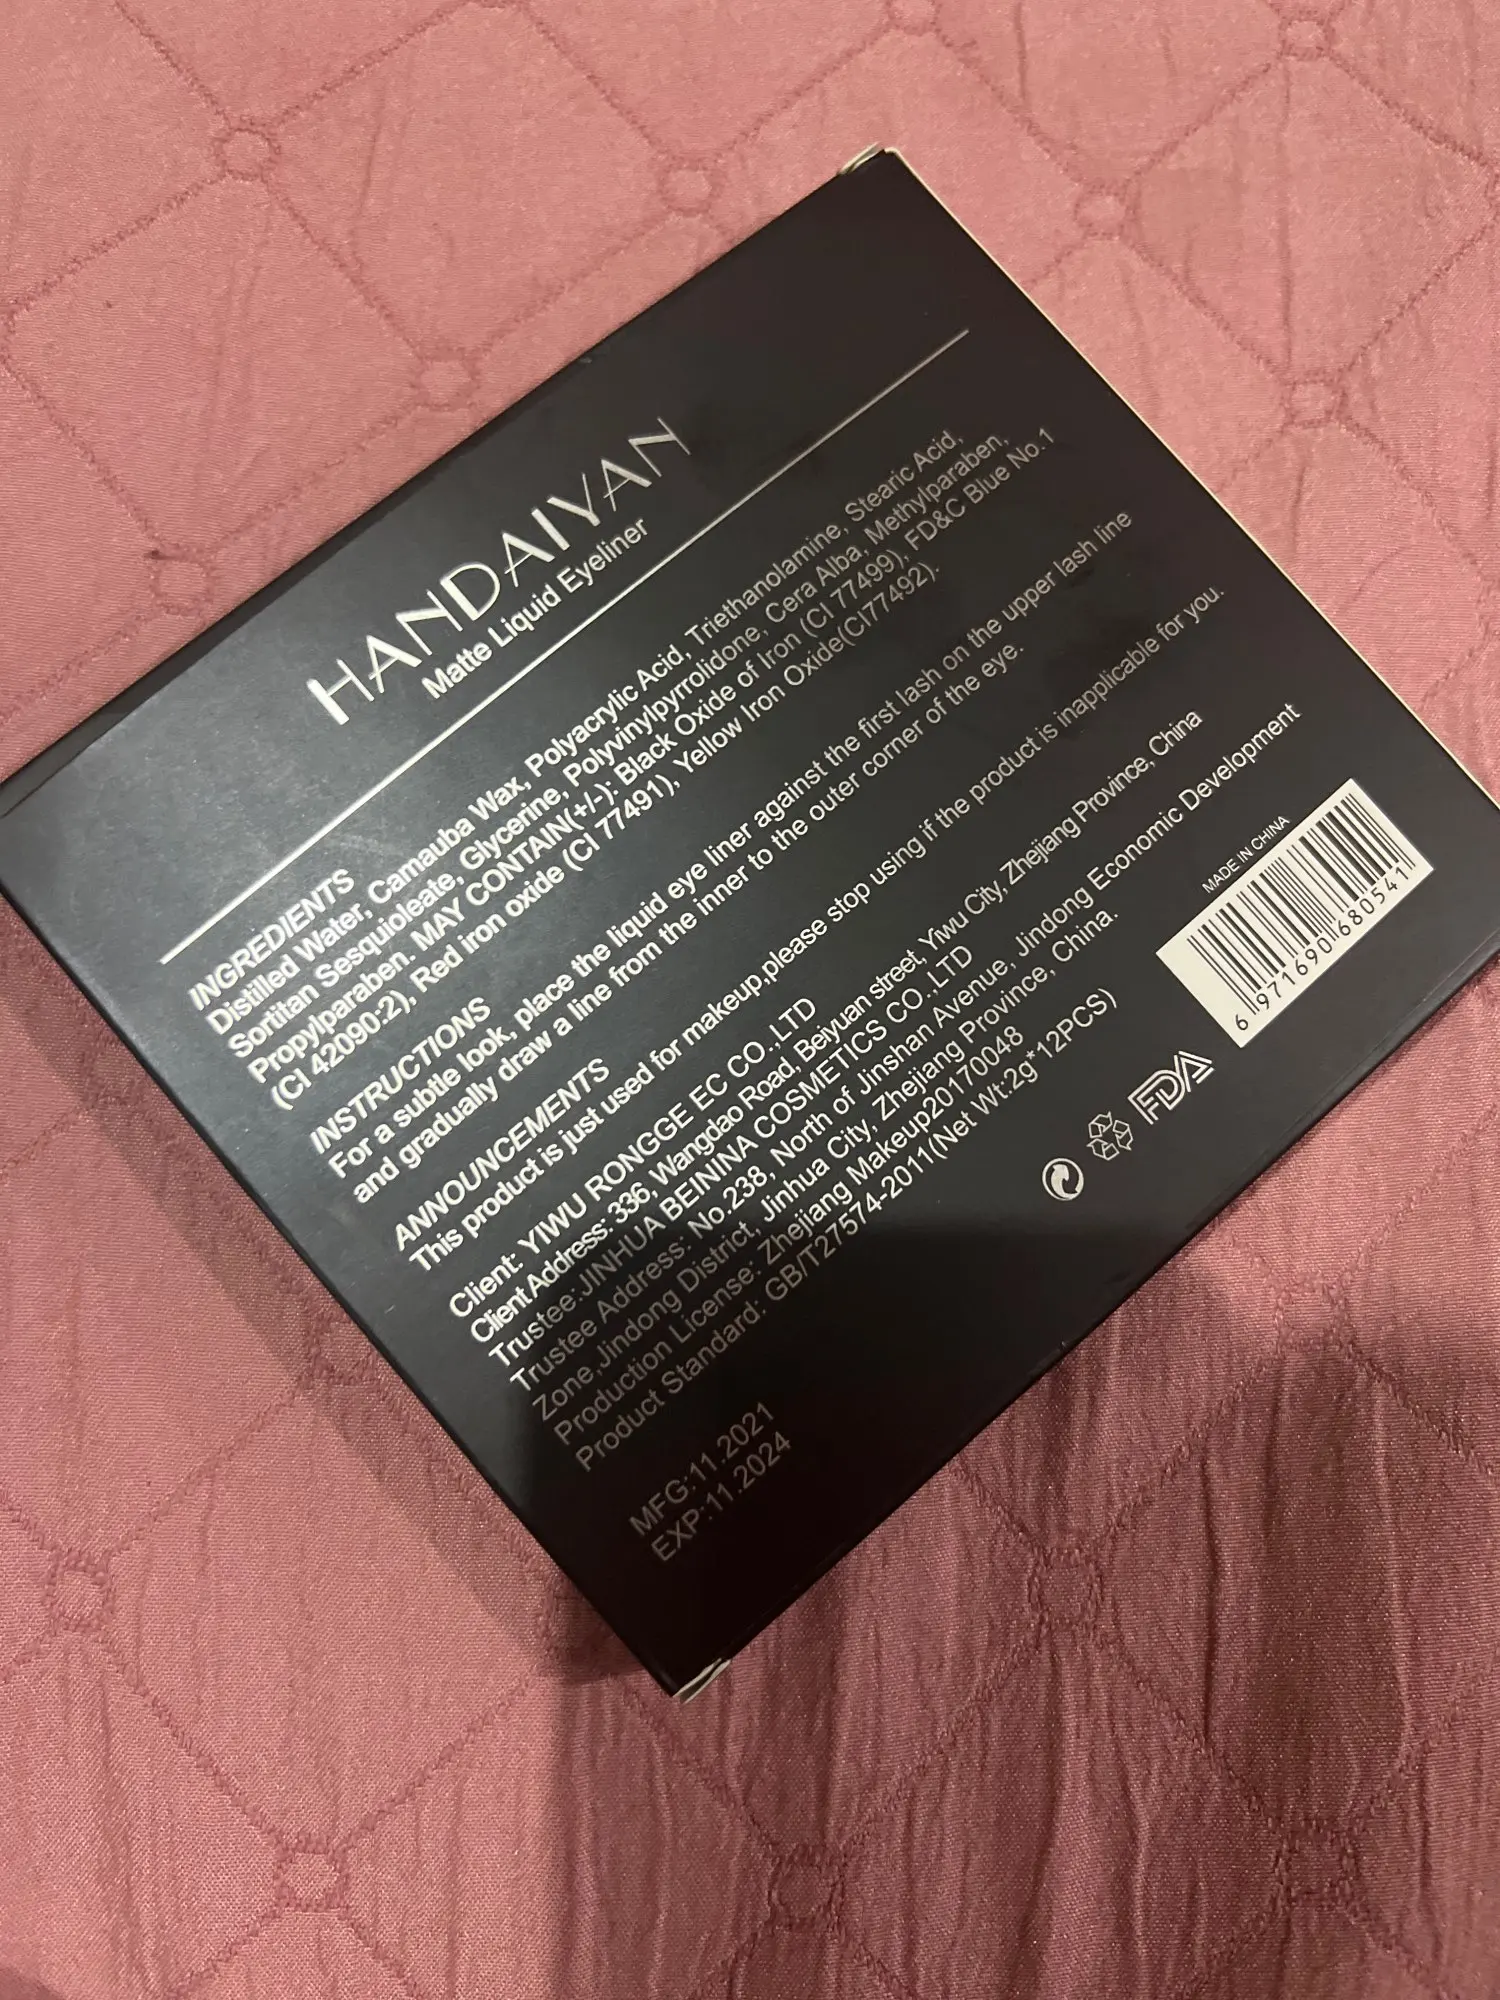 HANDAIYAN
Matte Liquid Eyeliner
INGREDIENTS
Distilled Water, Carnauba Wax, Polyacrylic Acid, Triethanolamine, Stearic Acid,
Sortitan Sesquioleate, Glycerine, Polyvinylpyrrolidone, Cera Alba, Methylparaben,
Propylparaben. MAY CONTAIN(+/-): Black Oxide of Iron (CI 77499), FD&C Blue No.1
(CI 42090:2), Red iron oxide (CI 77491), Yellow Iron Oxide(CI77492).
INSTRUCTIONS
For a subtle look, place the liquid eye liner against the first lash on the upper lash line
and gradually draw a line from the inner to the outer corner of the eye.
ANNOUNCEMENTS
This product is just used for makeup,please stop using if the product is inapplicable for you.
Client: YIWU RONGGE EC CO.,LTD
Client Address: 336, Wangdao Road, Beiyuan street, Yiwu City, Zhejiang Province, China
Trustee: JINHUA BEININA COSMETICS CO.,LTD
Trustee Address: No.238, North of Jinshan Avenue, Jindong Economic Development
Zone,Jindong District, Jinhua City, Zhejiang Province, China.
Production License: Zhejiang Makeup20170048
Product Standard: GB/T27574-2011(Net Wt:2g*12PCS)
MFG:11.2021
EXP:11.2024
MADE IN CHINA
6 971690 680541
FDA